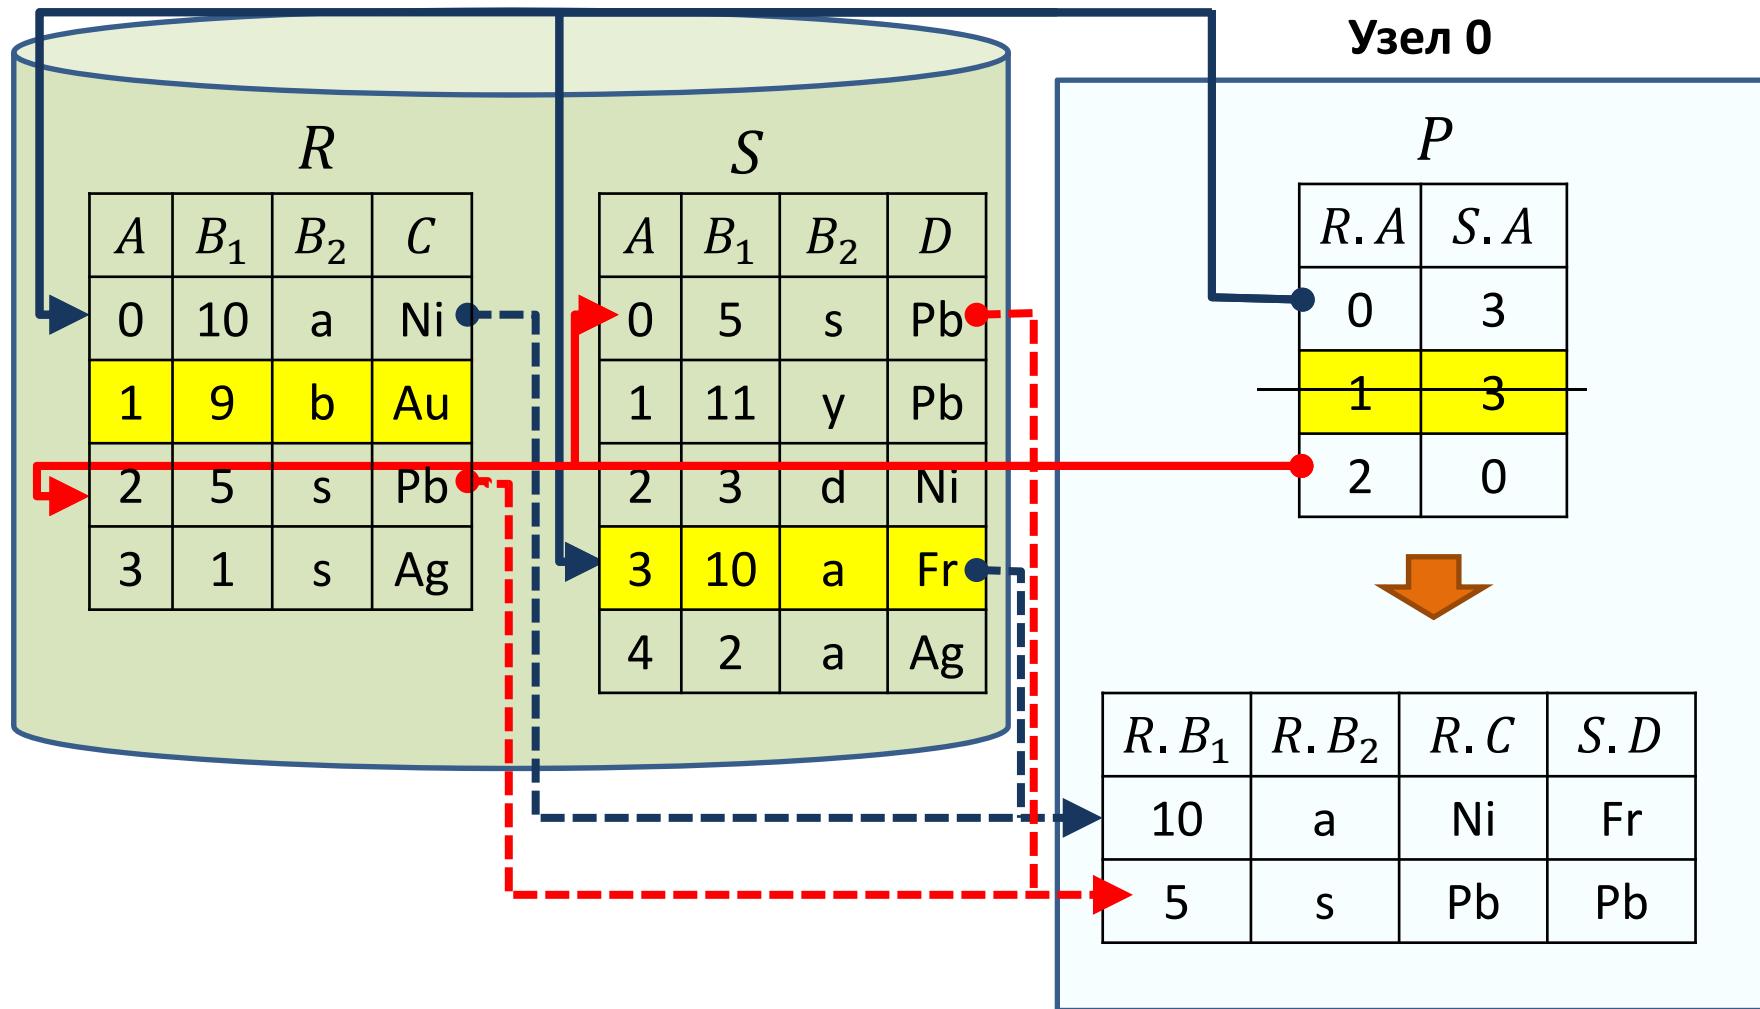 Узел 0
R
A B₁ B₂ C
0 10 a Ni
1 9 b Au
2 5 s Pb
3 1 s Ag
S
A B₁ B₂ D
0 5 s Pb
1 11 y Pb
2 3 d Ni
3 10 a Fr
4 2 a Ag
P
R.A S.A
0 3
1 3
2 0
R.B₁ R.B₂ R.C S.D
10 a Ni Fr
5 s Pb Pb